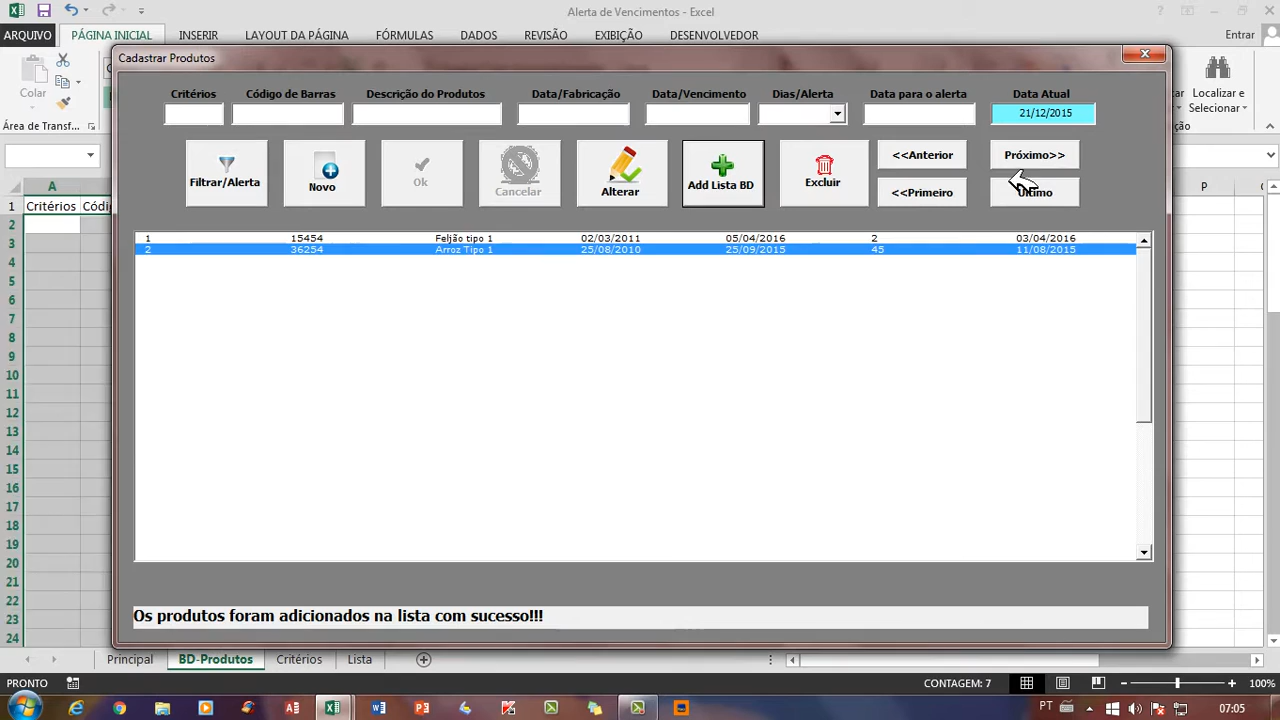 Alerta de Vencimentos - Excel
?
ARQUIVO PÁGINA INICIAL INSERIR LAYOUT DA PÁGINA FÓRMULAS DADOS REVISÃO EXIBIÇÃO DESENVOLVEDOR Entrar
Cadastrar Produtos
Colar
Localizar e
Selecionar
Área de Transf...
Critérios Código de Barras Descrição do Produtos Data/Fabricação Data/Vencimento Dias/Alerta Data para o alerta Data Atual
21/12/2015
Filtrar/Alerta Novo Ok Cancelar Alterar Add Lista BD Excluir <<Anterior Próximo>>
<<Primeiro Último
A P
1 Critérios
1 15454 Feljão tipo 1 02/03/2011 05/04/2016 2 03/04/2016
2 36254 Arroz Tipo 1 25/08/2010 25/09/2015 45 11/08/2015
2
3
4
5
6
7
8
9
10
11
12
13
14
15
16
17
18
19
20
21
22
23
24
Os produtos foram adicionados na lista com sucesso!!!
Principal BD-Produtos Critérios Lista
PRONTO CONTAGEM: 7 100%
PT 07:05